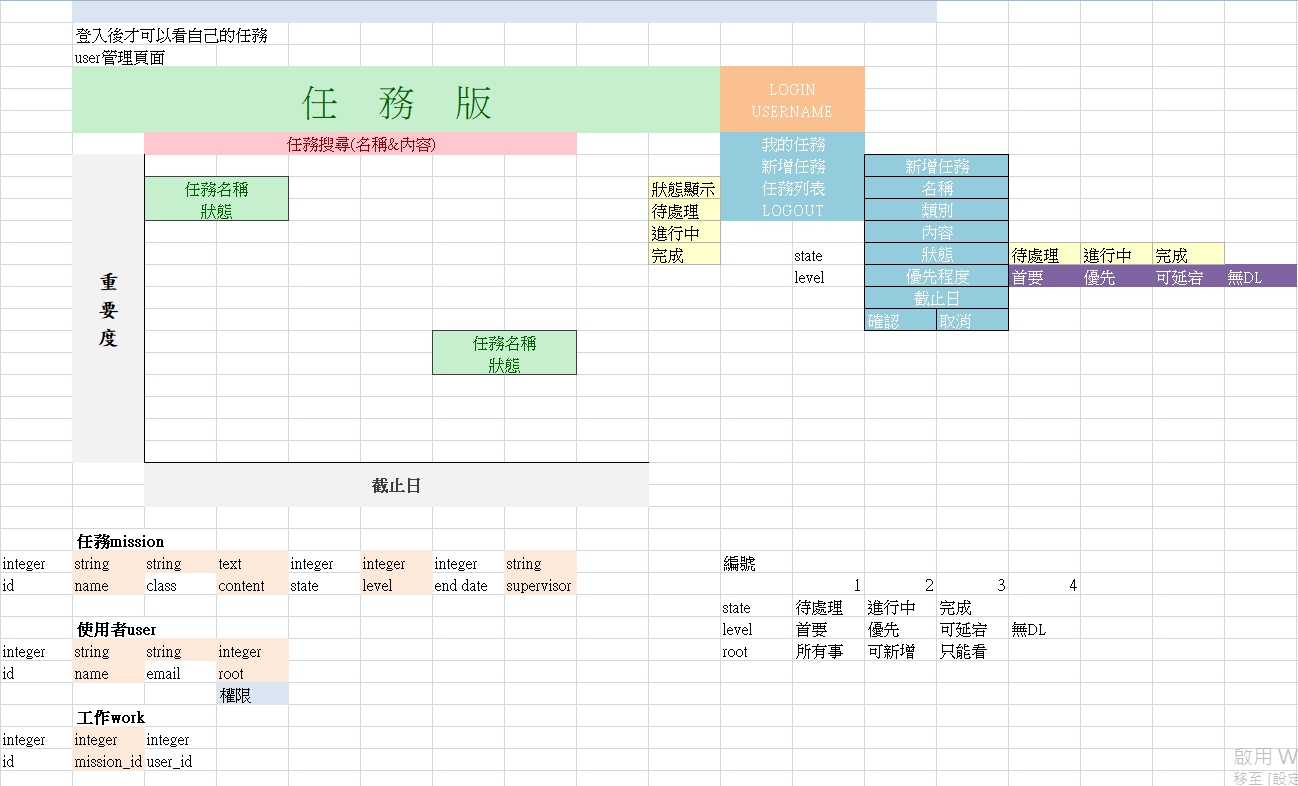 登入後才可以看自己的任務
user管理頁面
任 務 版
LOGIN
USERNAME
任務搜尋(名稱&內容)
我的任務
新增任務
任務列表
LOGOUT
新增任務
名稱
類別
內容
狀態
優先程度
截止日
確認 取消
任務名稱
狀態
狀態顯示
待處理
進行中
完成
state
level
待處理 進行中 完成
首要 優先 可延宕 無DL
重
要
度
任務名稱
狀態
截止日
任務mission
integer string string text integer integer integer string
id name class content state level end date supervisor
使用者user
integer string string integer
id name email root
權限
工作work
integer integer integer
id mission_id user_id
編號
1 2 3 4
state 待處理 進行中 完成
level 首要 優先 可延宕 無DL
root 所有事 可新增 只能看
啟用 W
移至 [設定